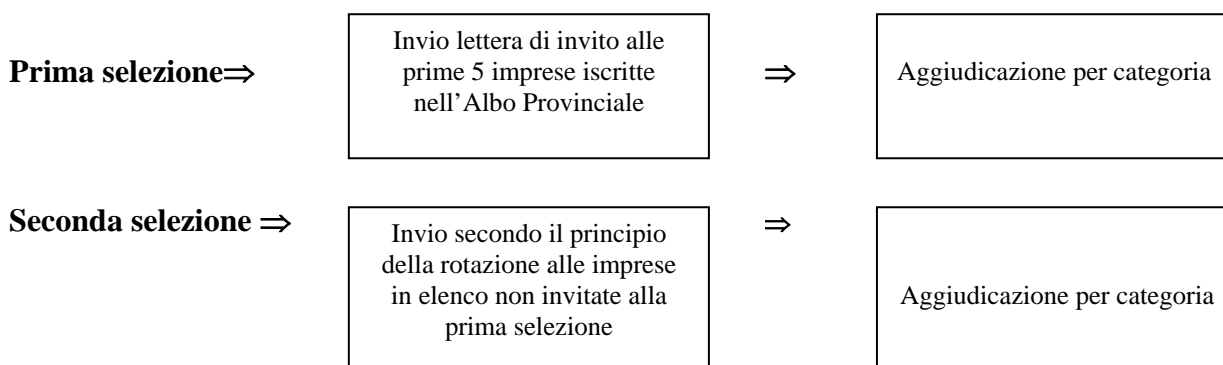 Prima selezione⇒
Invio lettera di invito alle
prime 5 imprese iscritte
nell'Albo Provinciale
⇒
Aggiudicazione per categoria
Seconda selezione ⇒
Invio secondo il principio
della rotazione alle imprese
in elenco non invitate alla
prima selezione
⇒
Aggiudicazione per categoria